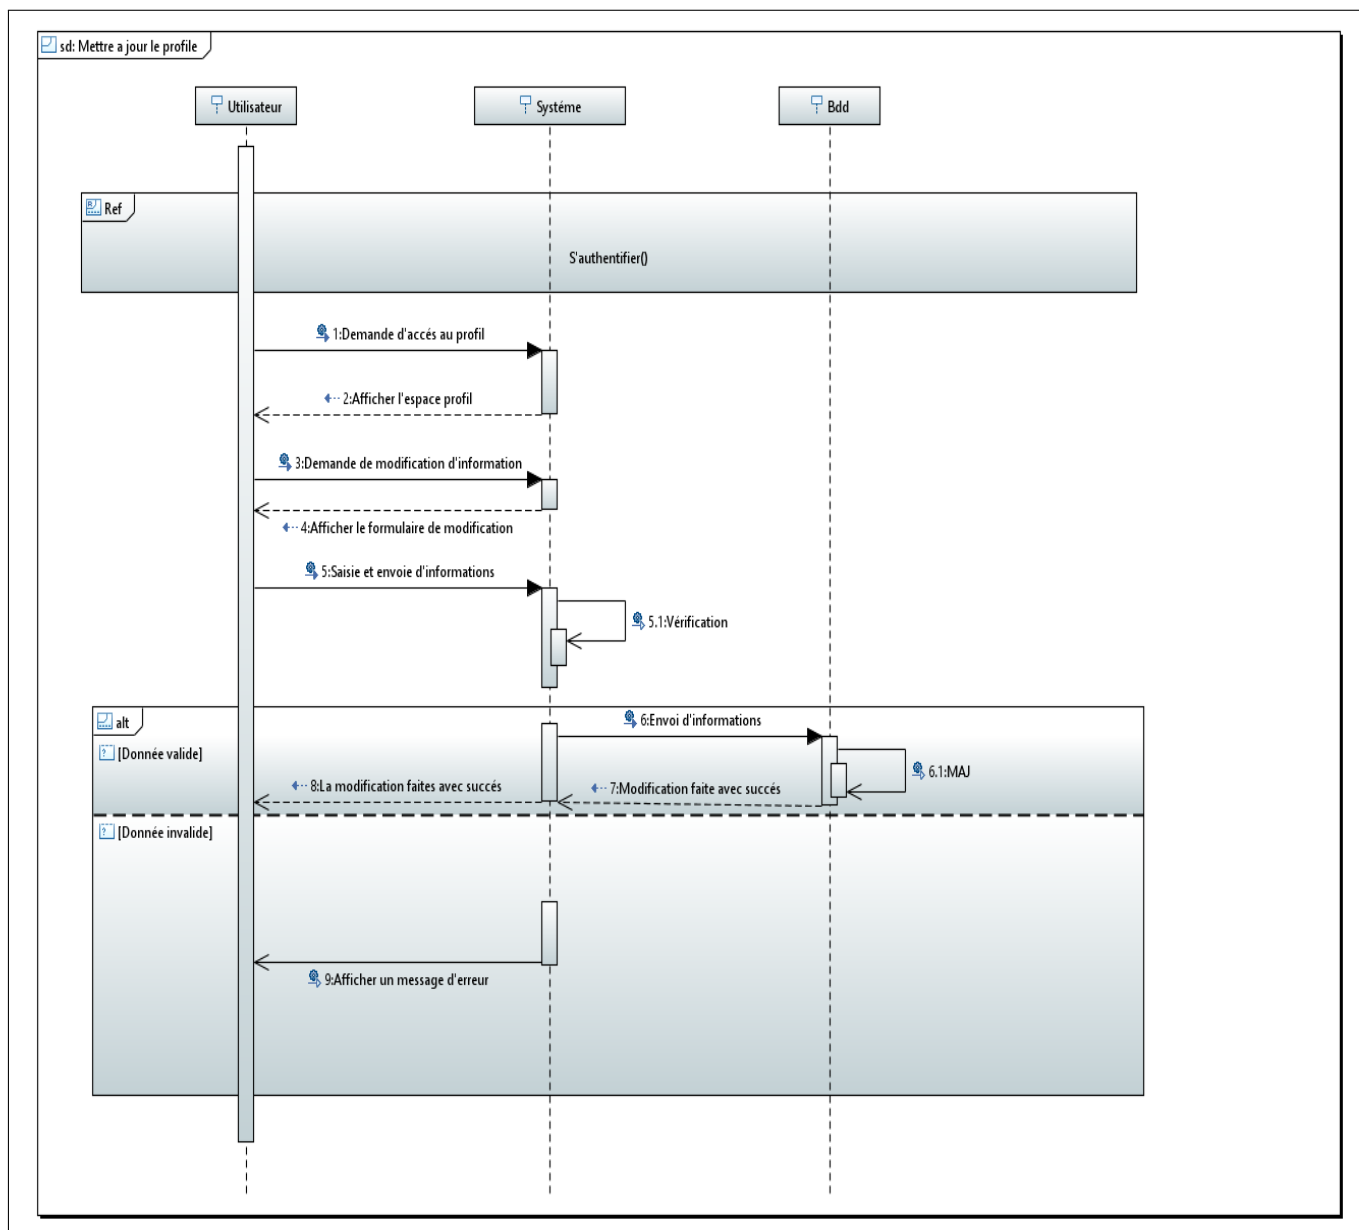 sd: Mettre a jour le profile
Utilisateur
Systéme
Bdd
Ref
S'authentifier()
1:Demande d'accés au profil
2:Afficher l'espace profil
3:Demande de modification d'information
4:Afficher le formulaire de modification
5:Saisie et envoie d'informations
5.1:Vérification
alt
6:Envoi d'informations
[Donnée valide]
6.1:MAJ
8:La modification faites avec succés
7:Modification faite avec succés
[Donnée invalide]
9:Afficher un message d'erreur